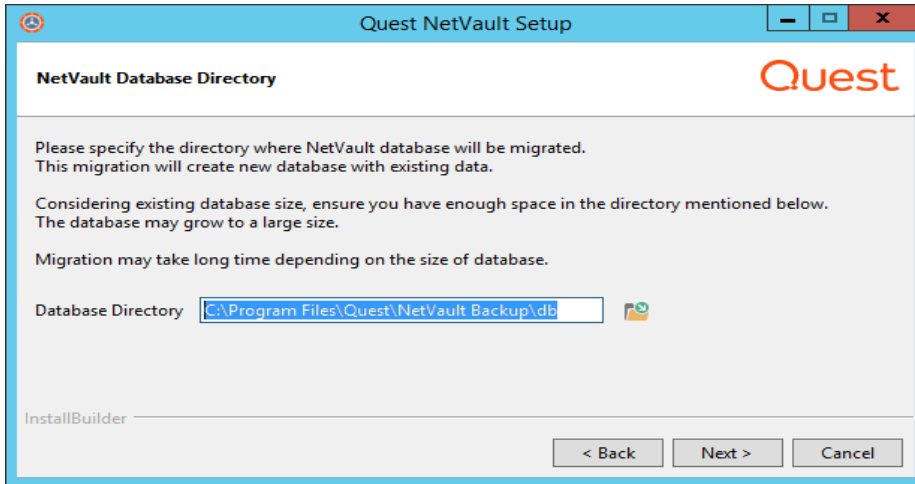 Quest NetVault Setup
NetVault Database Directory
Quest
Please specify the directory where NetVault database will be migrated.
This migration will create new database with existing data.
Considering existing database size, ensure you have enough space in the directory mentioned below.
The database may grow to a large size.
Migration may take long time depending on the size of database.
Database Directory C:\Program Files\Quest\NetVault Backup\db
InstallBuilder
< Back Next > Cancel